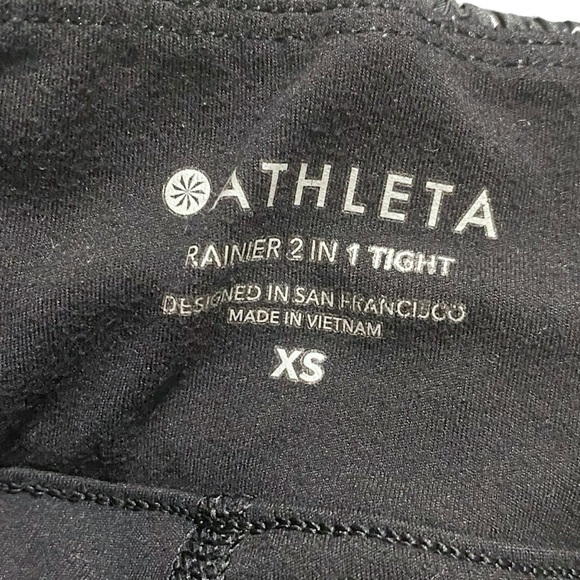 ATHLETA
RAINIER 2 IN 1 TIGHT
DESIGNED IN SAN FRANCISCO
MADE IN VIETNAM
XS